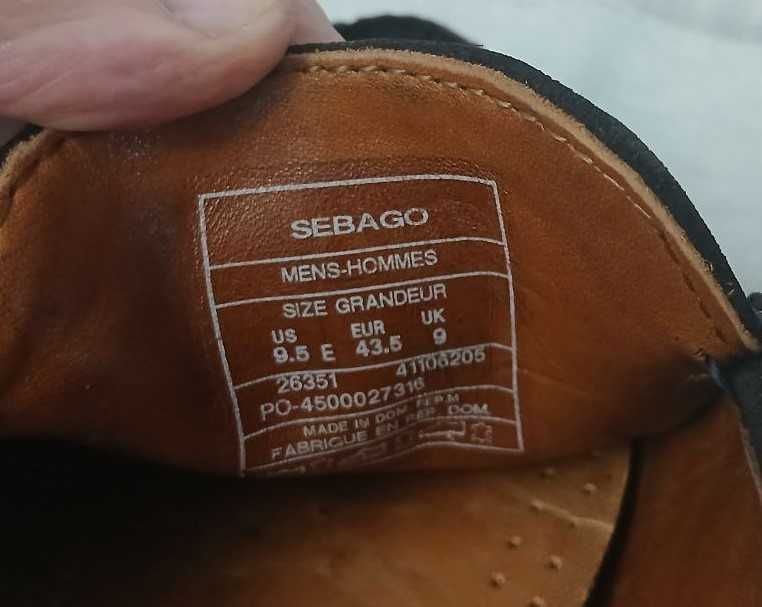 SEBAGO
MENS-HOMMES
SIZE GRANDEUR
US EUR UK
9.5 E 43.5 9
26351 41106205
PO-4500027316
MADE IN DOM.
FABRIQUE EN REP. DOM.